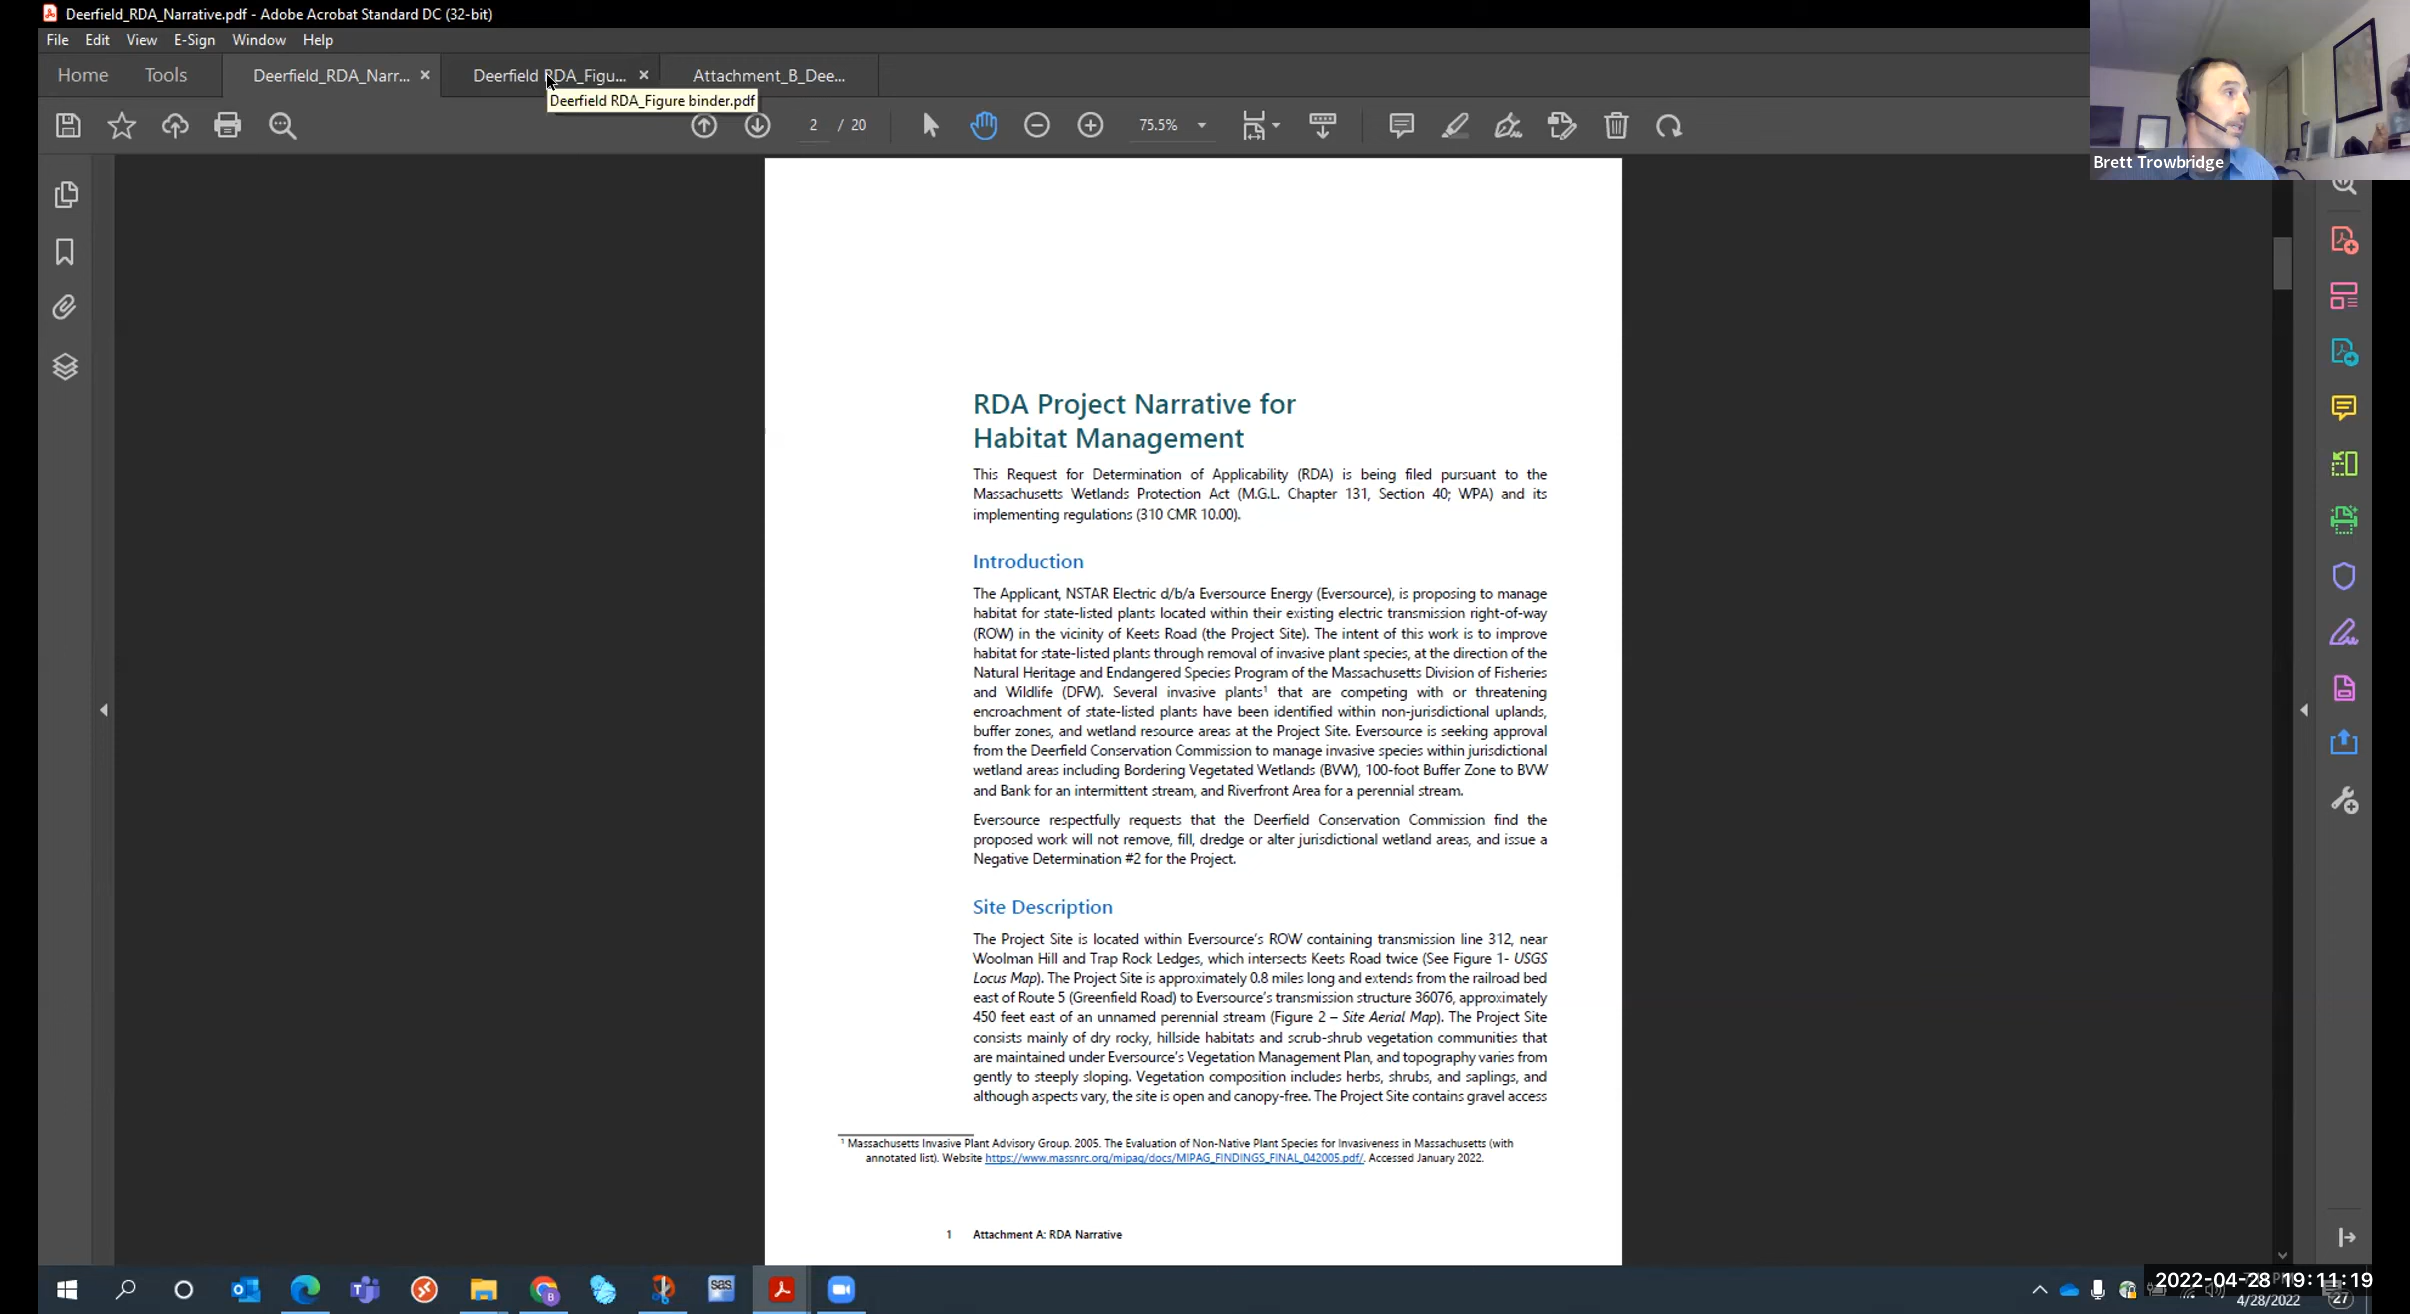 Deerfield_RDA_Narrative.pdf - Adobe Acrobat Standard DC (32-bit)
File Edit View E-Sign Window Help
Home Tools Deerfield_RDA_Narr... × Deerfield RDA_Figu... × Attachment_B_Dee...
Deerfield RDA_Figure binder.pdf
2 / 20 75.5%
Brett Trowbridge
RDA Project Narrative for
Habitat Management
This Request for Determination of Applicability (RDA) is being filed pursuant to the
Massachusetts Wetlands Protection Act (M.G.L. Chapter 131, Section 40; WPA) and its
implementing regulations (310 CMR 10.00).
Introduction
The Applicant, NSTAR Electric d/b/a Eversource Energy (Eversource), is proposing to manage
habitat for state-listed plants located within their existing electric transmission right-of-way
(ROW) in the vicinity of Keets Road (the Project Site). The intent of this work is to improve
habitat for state-listed plants through removal of invasive plant species, at the direction of the
Natural Heritage and Endangered Species Program of the Massachusetts Division of Fisheries
and Wildlife (DFW). Several invasive plants¹ that are competing with or threatening
encroachment of state-listed plants have been identified within non-jurisdictional uplands,
buffer zones, and wetland resource areas at the Project Site. Eversource is seeking approval
from the Deerfield Conservation Commission to manage invasive species within jurisdictional
wetland areas including Bordering Vegetated Wetlands (BVW), 100-foot Buffer Zone to BVW
and Bank for an intermittent stream, and Riverfront Area for a perennial stream.
Eversource respectfully requests that the Deerfield Conservation Commission find the
proposed work will not remove, fill, dredge or alter jurisdictional wetland areas, and issue a
Negative Determination #2 for the Project.
Site Description
The Project Site is located within Eversource's ROW containing transmission line 312, near
Woolman Hill and Trap Rock Ledges, which intersects Keets Road twice (See Figure 1- USGS
Locus Map). The Project Site is approximately 0.8 miles long and extends from the railroad bed
east of Route 5 (Greenfield Road) to Eversource's transmission structure 36076, approximately
450 feet east of an unnamed perennial stream (Figure 2 – Site Aerial Map). The Project Site
consists mainly of dry rocky, hillside habitats and scrub-shrub vegetation communities that
are maintained under Eversource's Vegetation Management Plan, and topography varies from
gently to steeply sloping. Vegetation composition includes herbs, shrubs, and saplings, and
although aspects vary, the site is open and canopy-free. The Project Site contains gravel access
¹ Massachusetts Invasive Plant Advisory Group. 2005. The Evaluation of Non-Native Plant Species for Invasiveness in Massachusetts (with
annotated list). Website https://www.massnrc.org/mipag/docs/MIPAG_FINDINGS_FINAL_042005.pdf/. Accessed January 2022.
1 Attachment A: RDA Narrative
sas
B
2022-04-28 19:11:19
4/28/2022
27